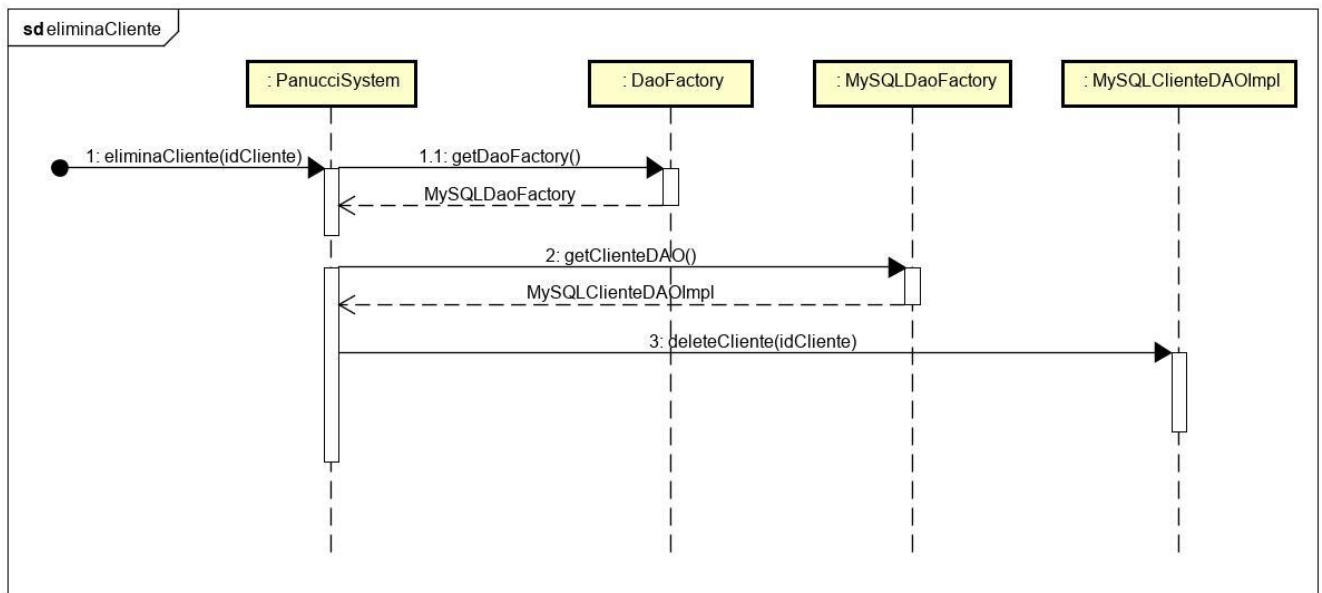 sd eliminaCliente
: PanucciSystem
: DaoFactory
: MySQLDaoFactory
: MySQLClienteDAOImpl
1: eliminaCliente(idCliente)
1.1: getDaoFactory()
MySQLDaoFactory
2: getClienteDAO()
MySQLClienteDAOImpl
3: deleteCliente(idCliente)